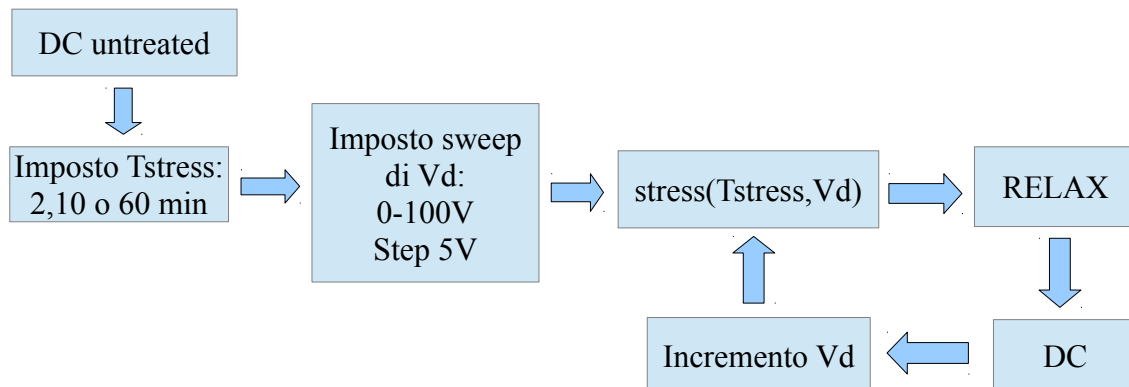 DC untreated
Imposto Tstress:
2,10 o 60 min
Imposto sweep
di Vd:
0-100V
Step 5V
stress(Tstress,Vd)
RELAX
DC
Incremento Vd